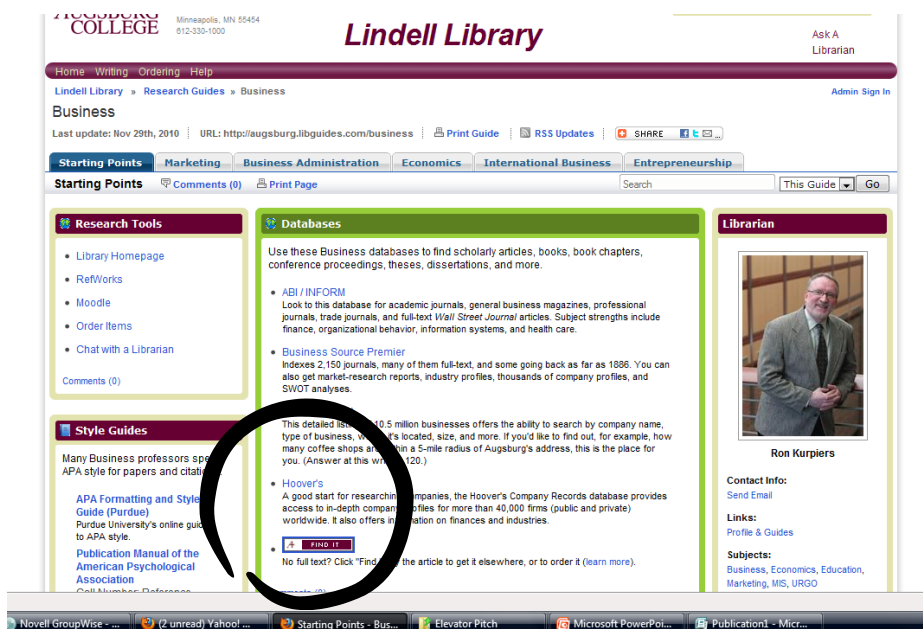 AUGSBURG
COLLEGE
Minneapolis, MN 55454
612-330-1000
Lindell Library
Ask A
Librarian
Home Writing Ordering Help
Lindell Library » Research Guides » Business
Admin Sign In
Business
Last update: Nov 29th, 2010 URL: http://augsburg.libguides.com/business Print Guide RSS Updates SHARE
Starting Points Marketing Business Administration Economics International Business Entrepreneurship
Starting Points Comments (0) Print Page
Search This Guide Go
Research Tools
Library Homepage
RefWorks
Moodle
Order Items
Chat with a Librarian
Comments (0)
Style Guides
Many Business professors
APA style for papers and
APA Formatting and Style
Guide (Purdue)
Purdue University's online
to APA style.
Publication Manual of the
American Psychological
Association
Call Number: Reference
Databases
Use these Business databases to find scholarly articles, books, book chapters,
conference proceedings, theses, dissertations, and more.
ABI / INFORM
Look to this database for academic journals, general business magazines, professional
journals, trade journals, and full-text Wall Street Journal articles. Subject strengths include
finance, organizational behavior, information systems, and health care.
Business Source Premier
Indexes 2,150 journals, many of them full-text, and some going back as far as 1886. You can
also get market-research reports, industry profiles, thousands of company profiles, and
SWOT analyses.
This detailed 10.5 million businesses offers the ability to search by company name,
type of business, it's located, size, and more. If you'd like to find out, for example, how
many coffee shops a 5-mile radius of Augsburg's address, this is the place for
you. (Answer at this 120.)
Hoover's
A good start for researching companies, the Hoover's Company Records database provides
access to in-depth company profiles for more than 40,000 firms (public and private)
worldwide. It also offers information on finances and industries.
FIND IT
No full text? Click "Find the article to get it elsewhere, or to order it (learn more).
Comments (0)
Librarian
Ron Kurpiers
Contact Info:
Send Email
Links:
Profile & Guides
Subjects:
Business, Economics, Education,
Marketing, MIS, URGO
Novell GroupWise - ... (2 unread) Yahoo! ... Starting Points - Bus... Elevator Pitch Microsoft PowerPoi... Publication1 - Micr...